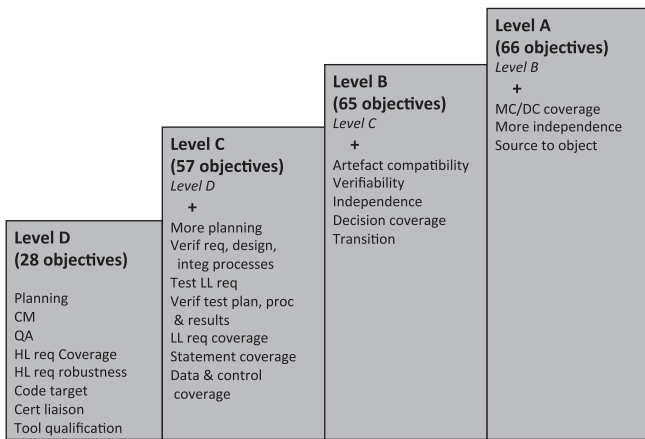 Level D
(28 objectives)
Planning
CM
QA
HL req Coverage
HL req robustness
Code target
Cert liaison
Tool qualification
Level C
(57 objectives)
Level D
+
More planning
Verif req, design,
integ processes
Test LL req
Verif test plan, proc
& results
LL req coverage
Statement coverage
Data & control
coverage
Level B
(65 objectives)
Level C
+
Artefact compatibility
Verifiability
Independence
Decision coverage
Transition
Level A
(66 objectives)
Level B
+
MC/DC coverage
More independence
Source to object